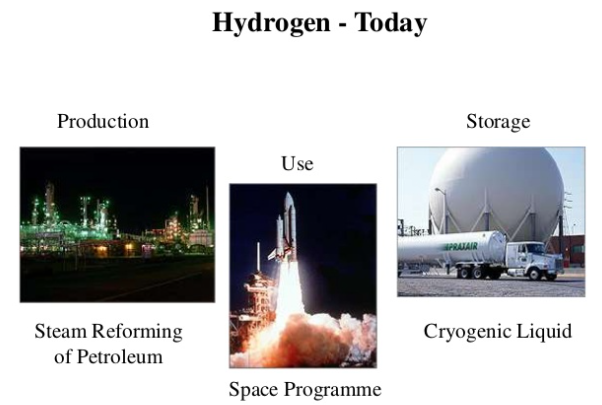 Hydrogen - Today
Production
Use
Storage
PRAXAIR
Steam Reforming
of Petroleum
Space Programme
Cryogenic Liquid